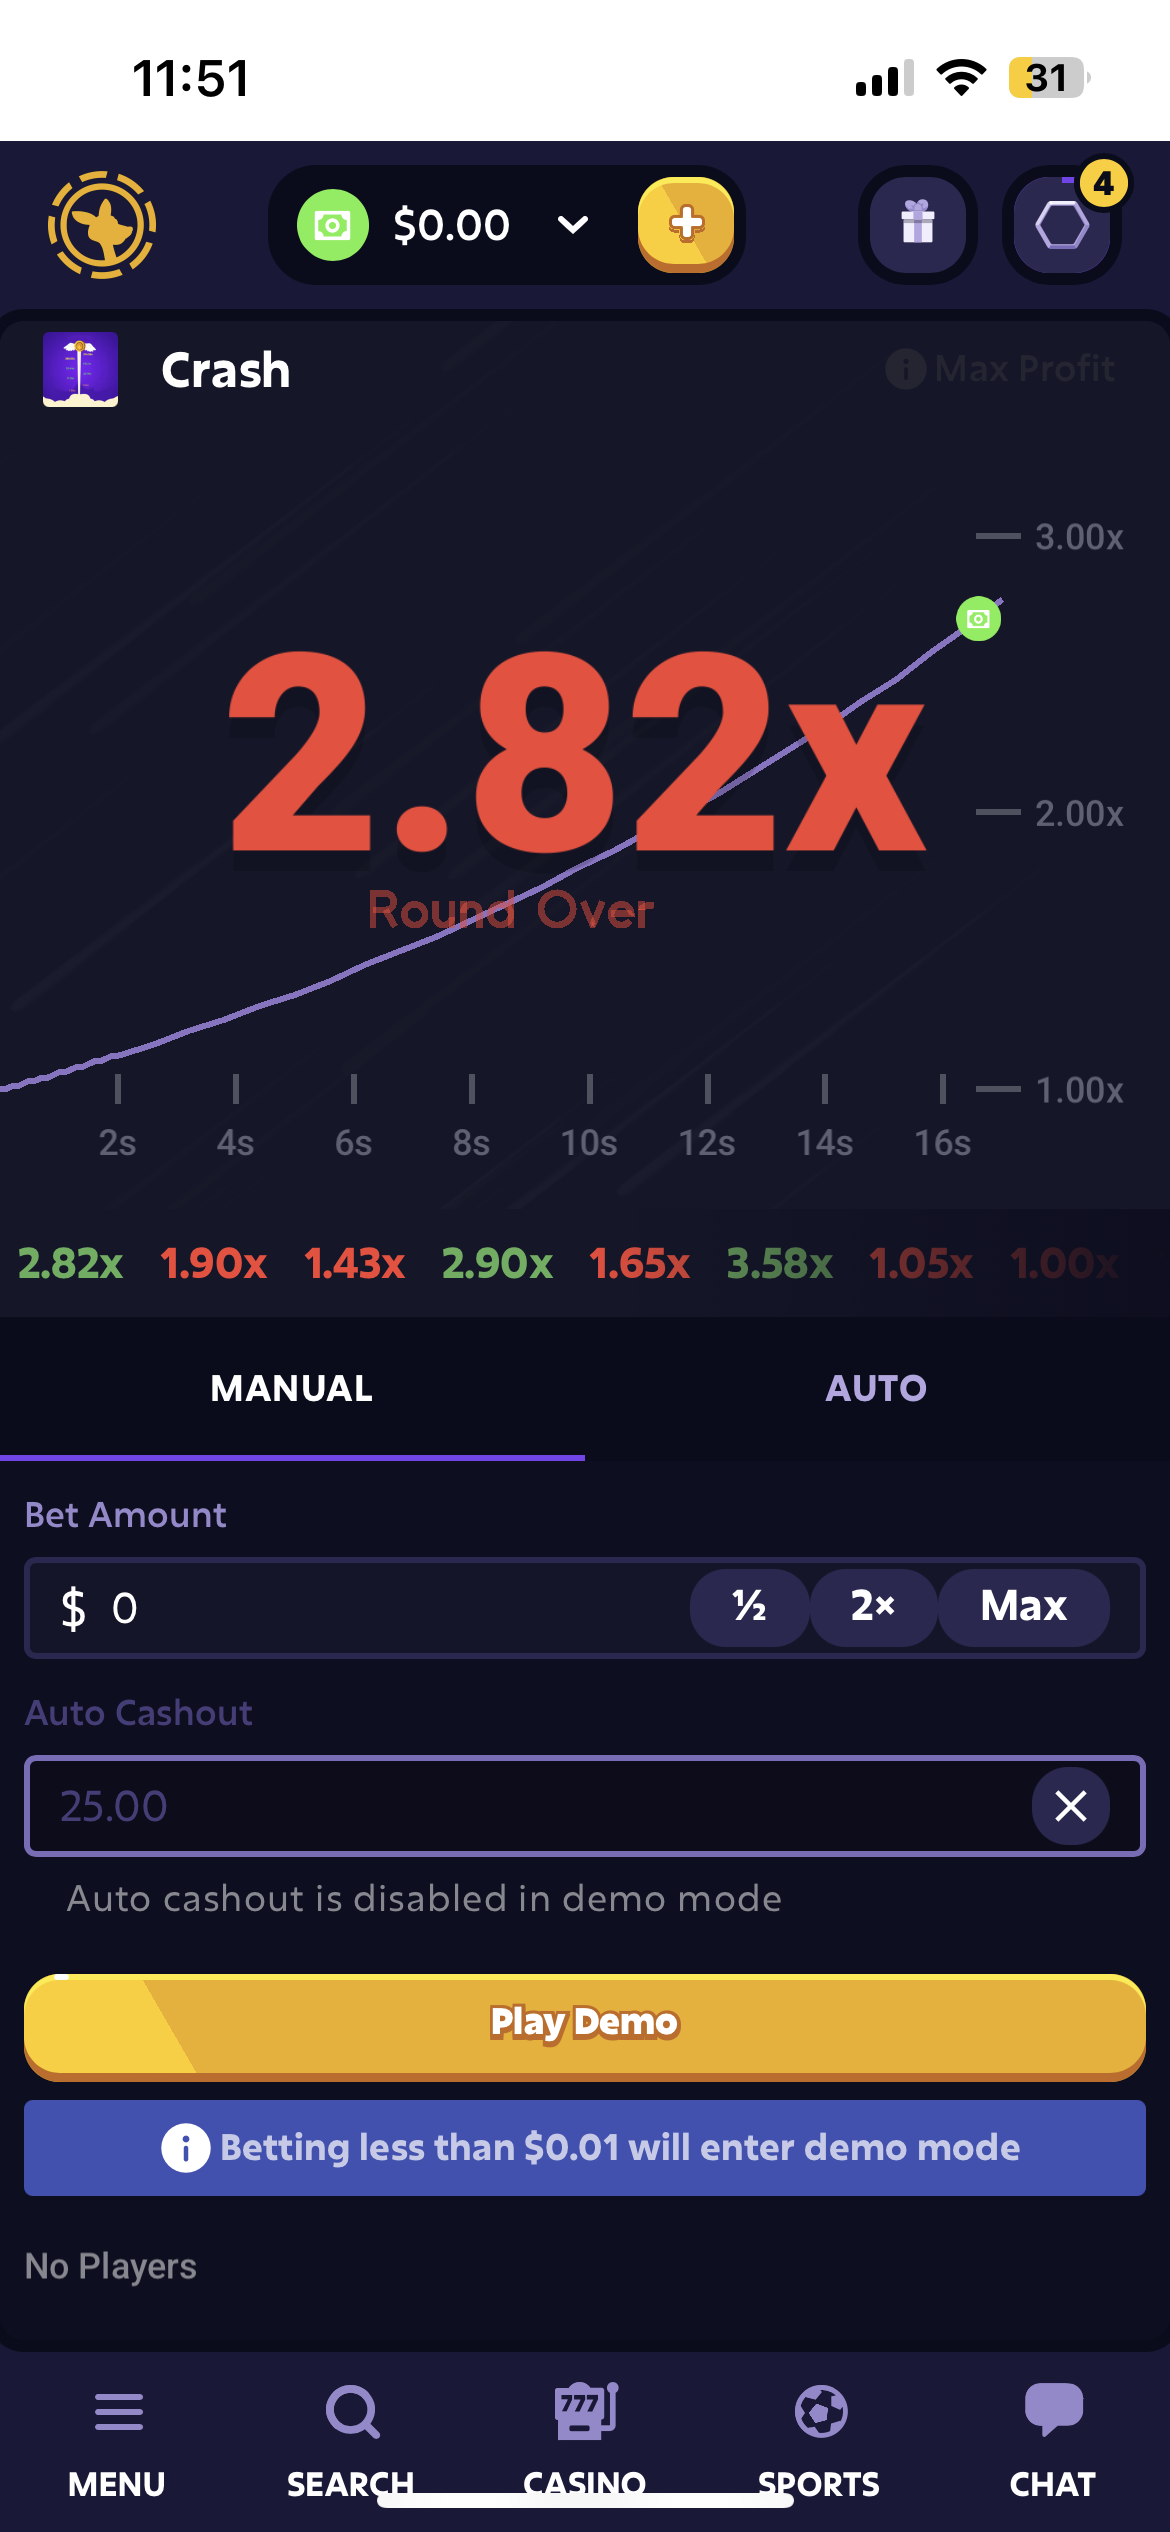 11:51
31
$0.00
4
Crash
Max Profit
3.00x
2.82x
2.00x
Round Over
1.00x
2s 4s 6s 8s 10s 12s 14s 16s
2.82x 1.90x 1.43x 2.90x 1.65x 3.58x 1.05x 1.00x
MANUAL AUTO
Bet Amount
$ 0 ½ 2× Max
Auto Cashout
25.00
Auto cashout is disabled in demo mode
Play Demo
Betting less than $0.01 will enter demo mode
No Players
777
MENU SEARCH CASINO SPORTS CHAT